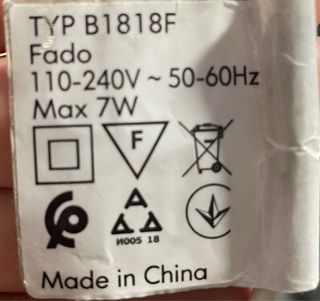 TYP B1818F
Fado
110-240V ~ 50-60Hz
Max 7W
F
A
И005 18
Made in China